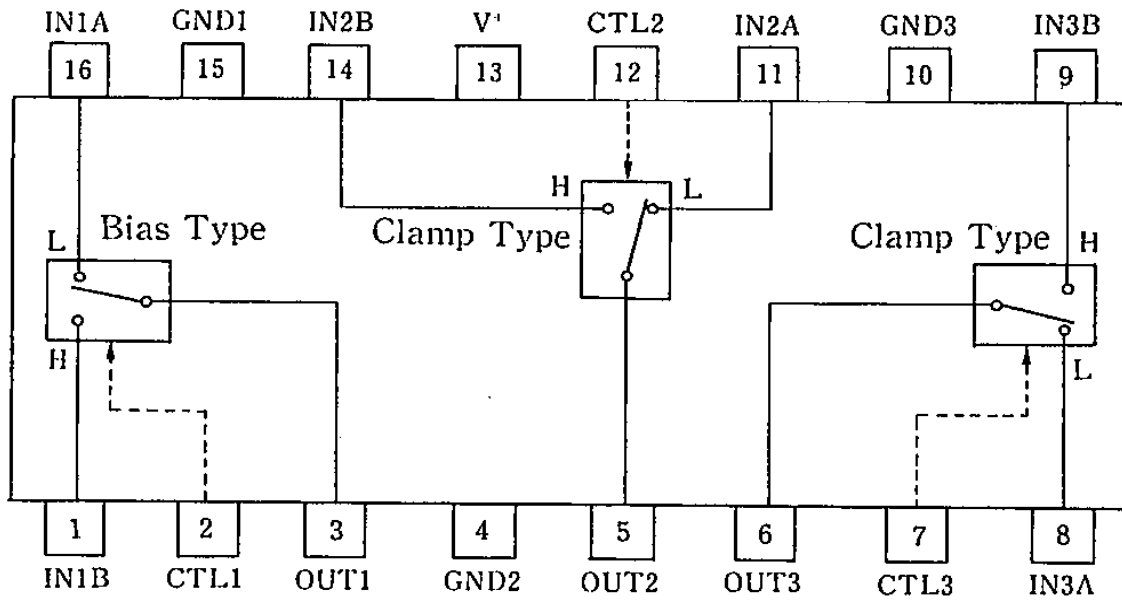 IN1A GND1 IN2B V+ CTL2 IN2A GND3 IN3B
16 15 14 13 12 11 10 9
H L
Bias Type Clamp Type Clamp Type
L H
H L
1 2 3 4 5 6 7 8
IN1B CTL1 OUT1 GND2 OUT2 OUT3 CTL3 IN3A